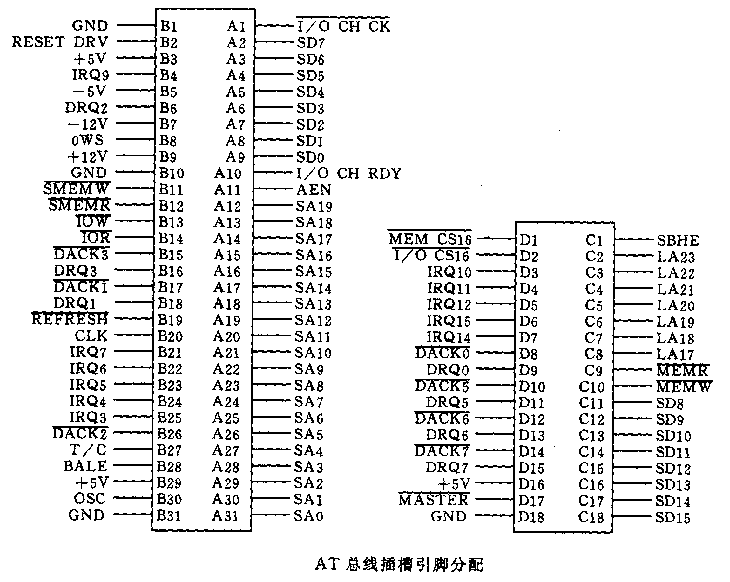 GND B1 A1 I/O CH CK
RESET DRV B2 A2 SD7
+5V B3 A3 SD6
IRQ9 B4 A4 SD5
-5V B5 A5 SD4
DRQ2 B6 A6 SD3
-12V B7 A7 SD2
0WS B8 A8 SD1
+12V B9 A9 SD0
GND B10 A10 I/O CH RDY
SMEMW B11 A11 AEN
SMEMR B12 A12 SA19
IOW B13 A13 SA18
IOR B14 A14 SA17
DACK3 B15 A15 SA16
DRQ3 B16 A16 SA15
DACK1 B17 A17 SA14
DRQ1 B18 A18 SA13
REFRESH B19 A19 SA12
CLK B20 A20 SA11
IRQ7 B21 A21 SA10
IRQ6 B22 A22 SA9
IRQ5 B23 A23 SA8
IRQ4 B24 A24 SA7
IRQ3 B25 A25 SA6
DACK2 B26 A26 SA5
T/C B27 A27 SA4
BALE B28 A28 SA3
+5V B29 A29 SA2
OSC B30 A30 SA1
GND B31 A31 SA0
MEM CS16 D1 C1 SBHE
I/O CS16 D2 C2 LA23
IRQ10 D3 C3 LA22
IRQ11 D4 C4 LA21
IRQ12 D5 C5 LA20
IRQ15 D6 C6 LA19
IRQ14 D7 C7 LA18
DACK0 D8 C8 LA17
DRQ0 D9 C9 MEMR
DACK5 D10 C10 MEMW
DRQ5 D11 C11 SD8
DACK6 D12 C12 SD9
DRQ6 D13 C13 SD10
DACK7 D14 C14 SD11
DRQ7 D15 C15 SD12
+5V D16 C16 SD13
MASTER D17 C17 SD14
GND D18 C18 SD15
AT 总线插槽引脚分配